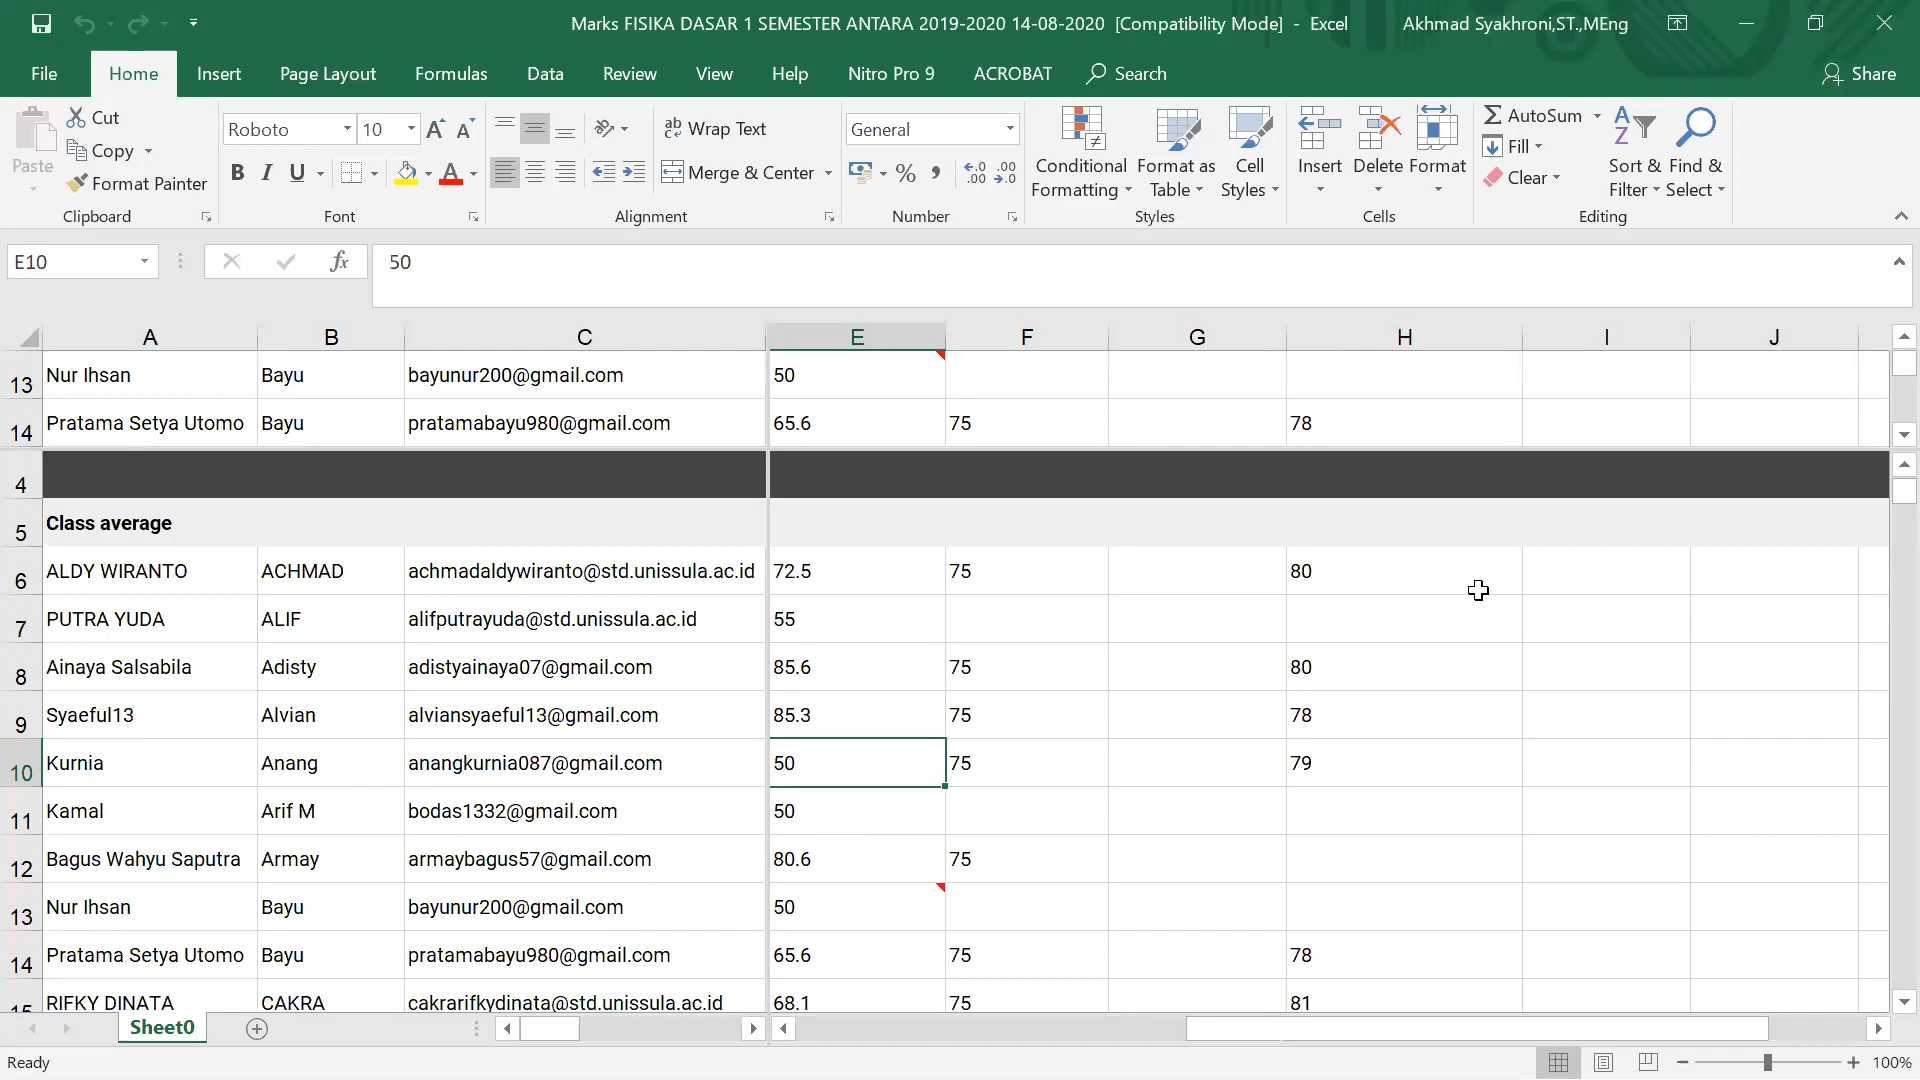 Marks FISIKA DASAR 1 SEMESTER ANTARA 2019-2020 14-08-2020 [Compatibility Mode] - Excel Akhmad Syakhroni,ST.,MEng
File Home Insert Page Layout Formulas Data Review View Help Nitro Pro 9 ACROBAT Search Share
Paste
Cut
Copy
Format Painter
Clipboard
Roboto 10 A A
B I U A
Font
ab Wrap Text
Merge & Center
Alignment
General
% , .0 .00 .00 .0
Number
Conditional Formatting
Format as Table
Cell Styles
Styles
Insert Delete Format
Cells
AutoSum
Fill
Clear
Sort & Filter
Find & Select
Editing
E10 fx 50
A B C E F G H I J
13 Nur Ihsan Bayu bayunur200@gmail.com 50
14 Pratama Setya Utomo Bayu pratamabayu980@gmail.com 65.6 75 78
4
5 Class average
6 ALDY WIRANTO ACHMAD achmadaldywiranto@std.unissula.ac.id 72.5 75 80
7 PUTRA YUDA ALIF alifputrayuda@std.unissula.ac.id 55
8 Ainaya Salsabila Adisty adistyainaya07@gmail.com 85.6 75 80
9 Syaeful13 Alvian alviansyaeful13@gmail.com 85.3 75 78
10 Kurnia Anang anangkurnia087@gmail.com 50 75 79
11 Kamal Arif M bodas1332@gmail.com 50
12 Bagus Wahyu Saputra Armay armaybagus57@gmail.com 80.6 75
13 Nur Ihsan Bayu bayunur200@gmail.com 50
14 Pratama Setya Utomo Bayu pratamabayu980@gmail.com 65.6 75 78
15 RIFKY DINATA CAKRA cakrarifkydinata@std.unissula.ac.id 68.1 75 81
Sheet0
Ready 100%